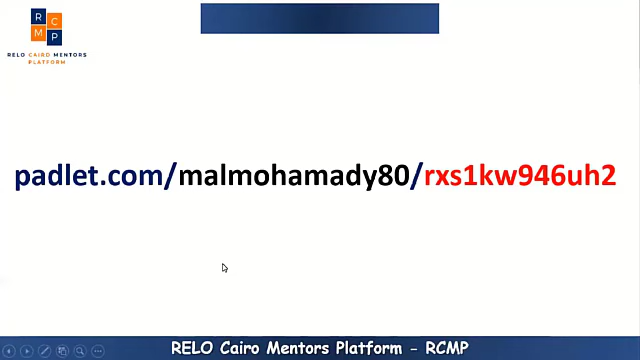 R C
M P
RELO CAIRO MENTORS
PLATFORM
padlet.com/malmohamady80/rxs1kw946uh2
RELO Cairo Mentors Platform - RCMP